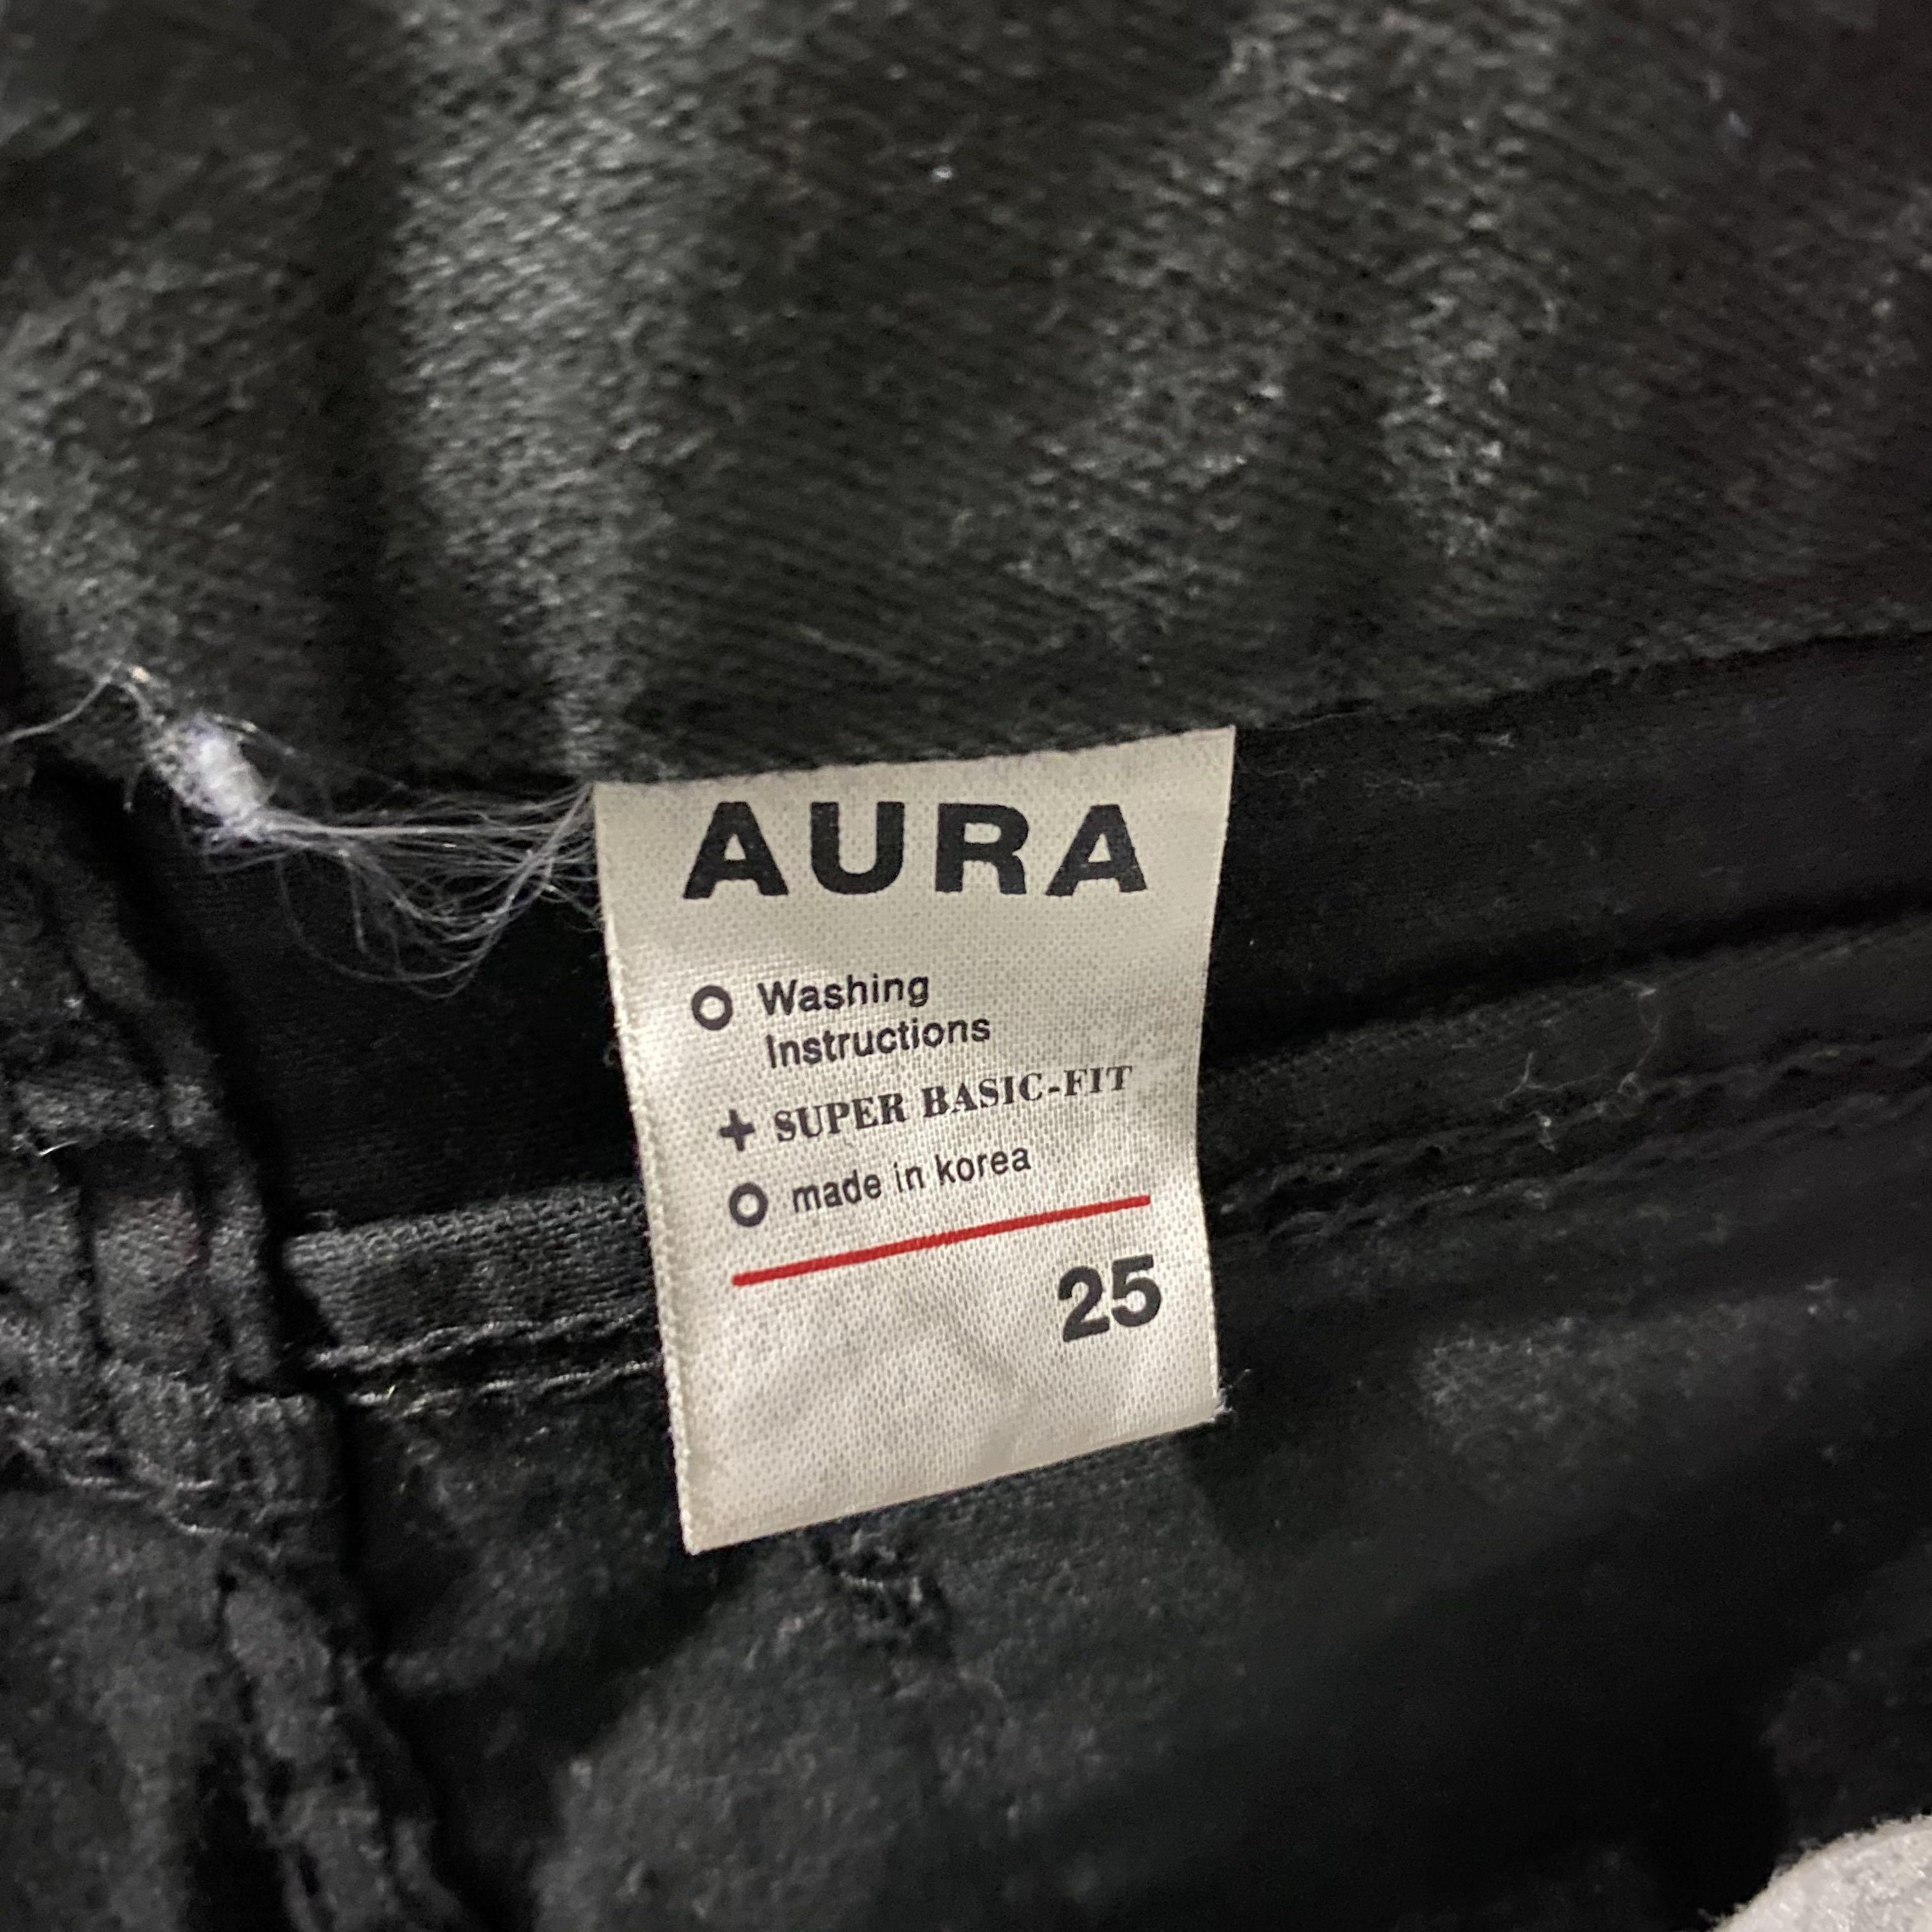 AURA
Washing
Instructions
+ SUPER BASIC-FIT
made in korea
25